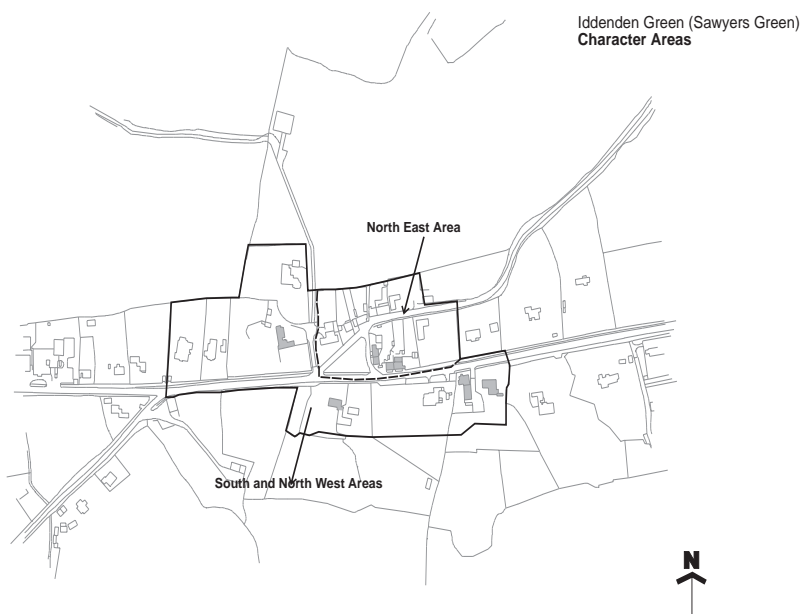 Iddenden Green (Sawyers Green)
Character Areas
North East Area
South and North West Areas
N